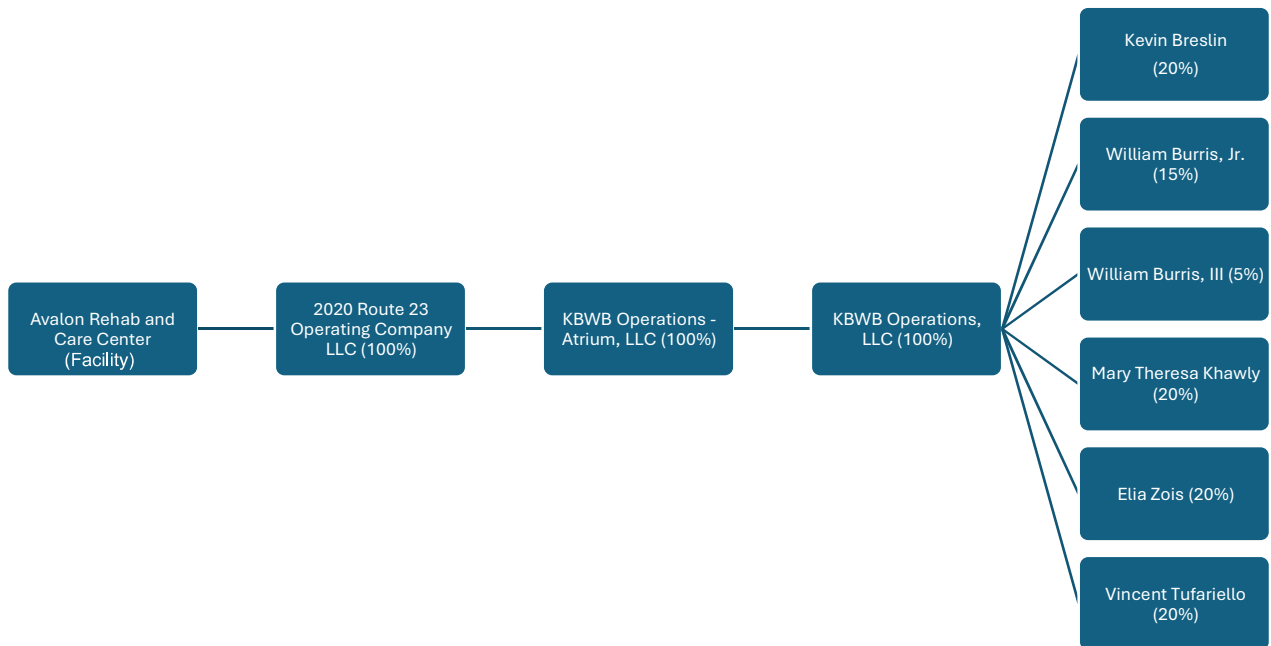 Avalon Rehab and
Care Center
(Facility)
2020 Route 23
Operating Company
LLC (100%)
KBWB Operations -
Atrium, LLC (100%)
KBWB Operations,
LLC (100%)
Kevin Breslin
(20%)
William Burris, Jr.
(15%)
William Burris, III (5%)
Mary Theresa Khawly
(20%)
Elia Zois (20%)
Vincent Tufariello
(20%)